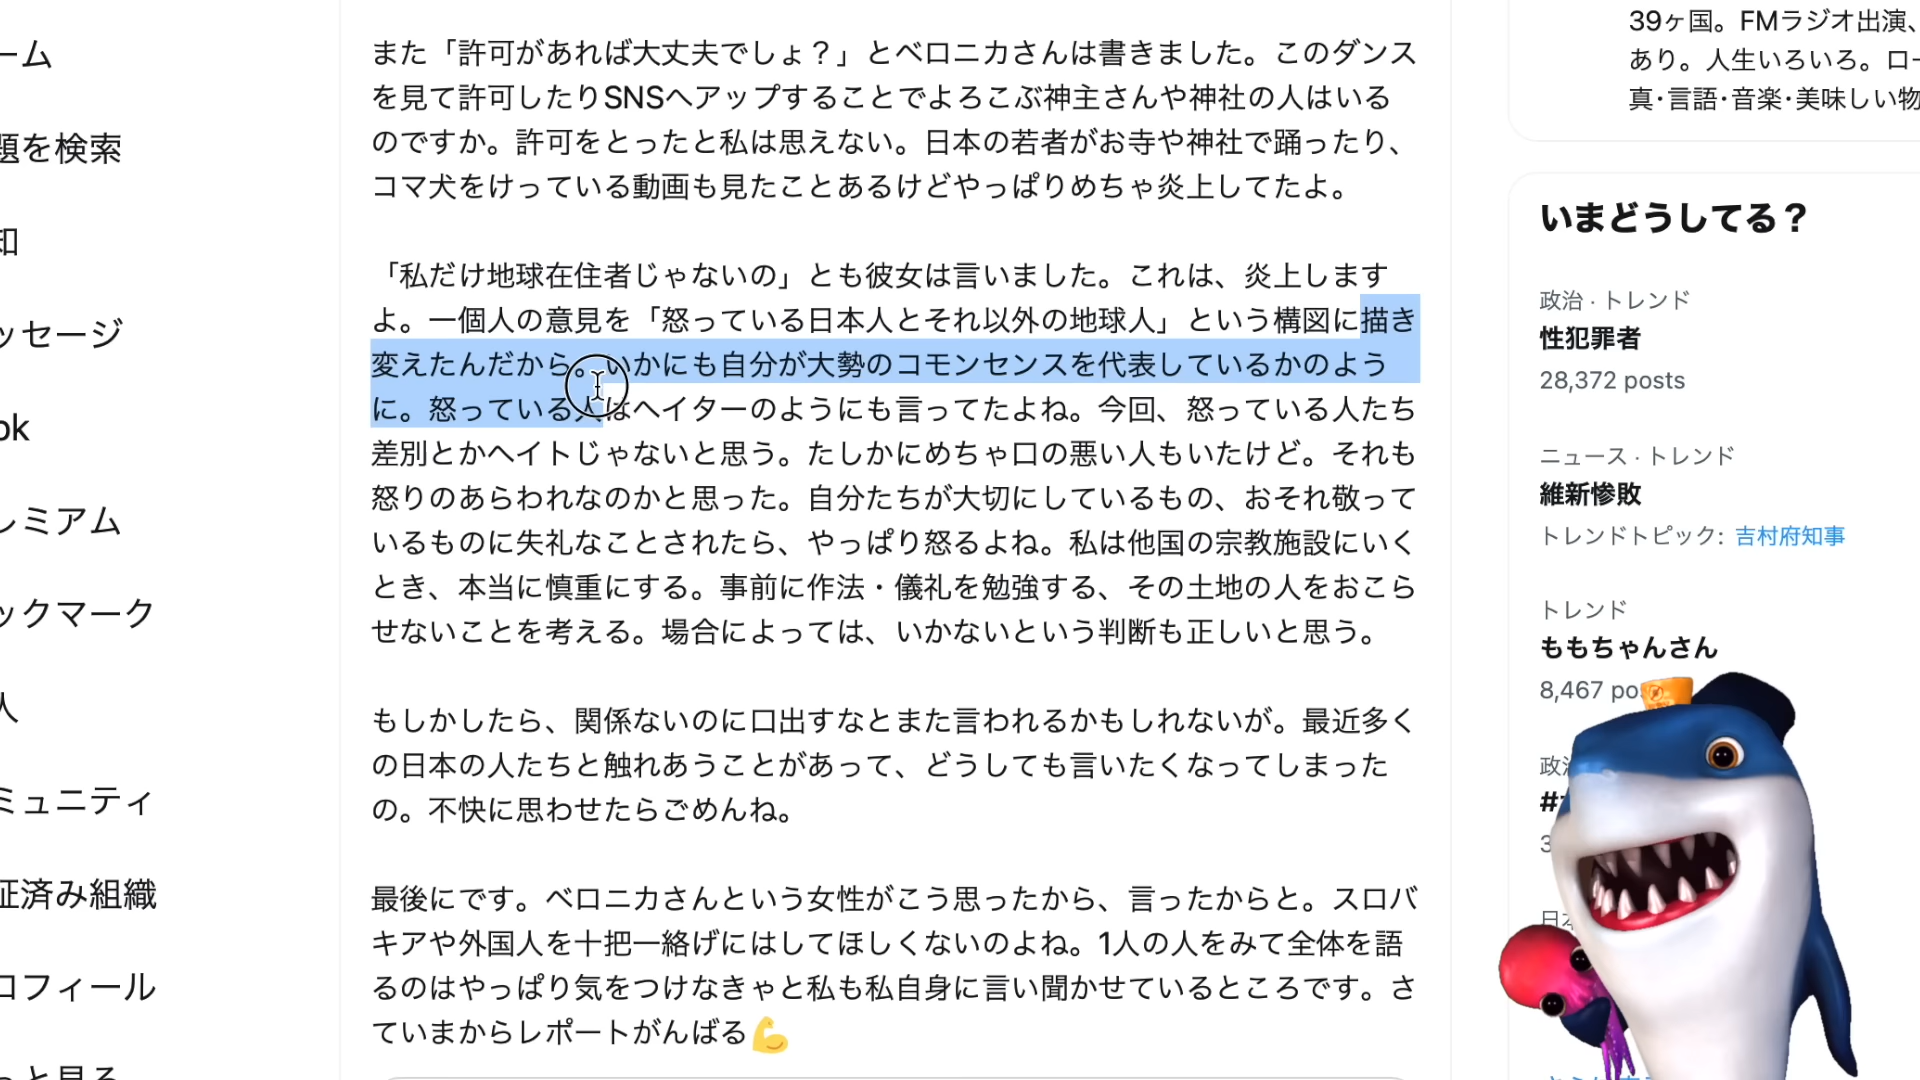 ーム
題を検索
知
ッセージ
ok
レミアム
ックマーク
人
ミュニティ
証済み組織
ロフィール
っと見る
また「許可があれば大丈夫でしょ？」とベロニカさんは書きました。このダンス
を見て許可したりSNSへアップすることでよろこぶ神主さんや神社の人はいる
のですか。許可をとったと私は思えない。日本の若者がお寺や神社で踊ったり、
コマ犬をけっている動画も見たことあるけどやっぱりめちゃ炎上してたよ。
「私だけ地球在住者じゃないの」とも彼女は言いました。これは、炎上します
よ。一個人の意見を「怒っている日本人とそれ以外の地球人」という構図に描き
変えたんだから。いかにも自分が大勢のコモンセンスを代表しているかのよう
に。怒っている人はヘイターのようにも言ってたよね。今回、怒っている人たち
差別とかヘイトじゃないと思う。たしかにめちゃ口の悪い人もいたけど。それも
怒りのあらわれなのかと思った。自分たちが大切にしているもの、おそれ敬って
いるものに失礼なことされたら、やっぱり怒るよね。私は他国の宗教施設にいく
とき、本当に慎重にする。事前に作法・儀礼を勉強する、その土地の人をおこら
せないことを考える。場合によっては、いかないという判断も正しいと思う。
もしかしたら、関係ないのに口出すなとまた言われるかもしれないが。最近多く
の日本の人たちと触れあうことがあって、どうしても言いたくなってしまった
の。不快に思わせたらごめんね。
最後にです。ベロニカさんという女性がこう思ったから、言ったからと。スロバ
キアや外国人を十把一絡げにはしてほしくないのよね。1人の人をみて全体を語
るのはやっぱり気をつけなきゃと私も私自身に言い聞かせているところです。さ
ていまからレポートがんばる💪
39ヶ国。FMラジオ出演、
あり。人生いろいろ。ロー
真･言語･音楽･美味しい物
いまどうしてる？
政治 · トレンド
性犯罪者
28,372 posts
ニュース · トレンド
維新惨敗
トレンドトピック: 吉村府知事
トレンド
ももちゃんさん
8,467 po
政治
#
3
日本